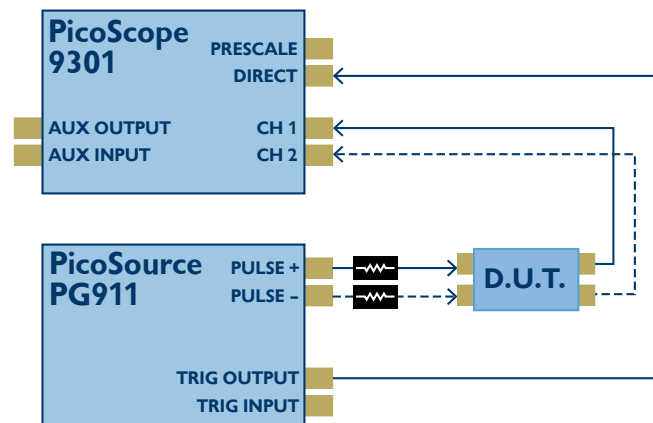 PicoScope
9301
PRESCALE
DIRECT
AUX OUTPUT
CH 1
AUX INPUT
CH 2
PicoSource
PG911
PULSE +
PULSE –
D.U.T.
TRIG OUTPUT
TRIG INPUT